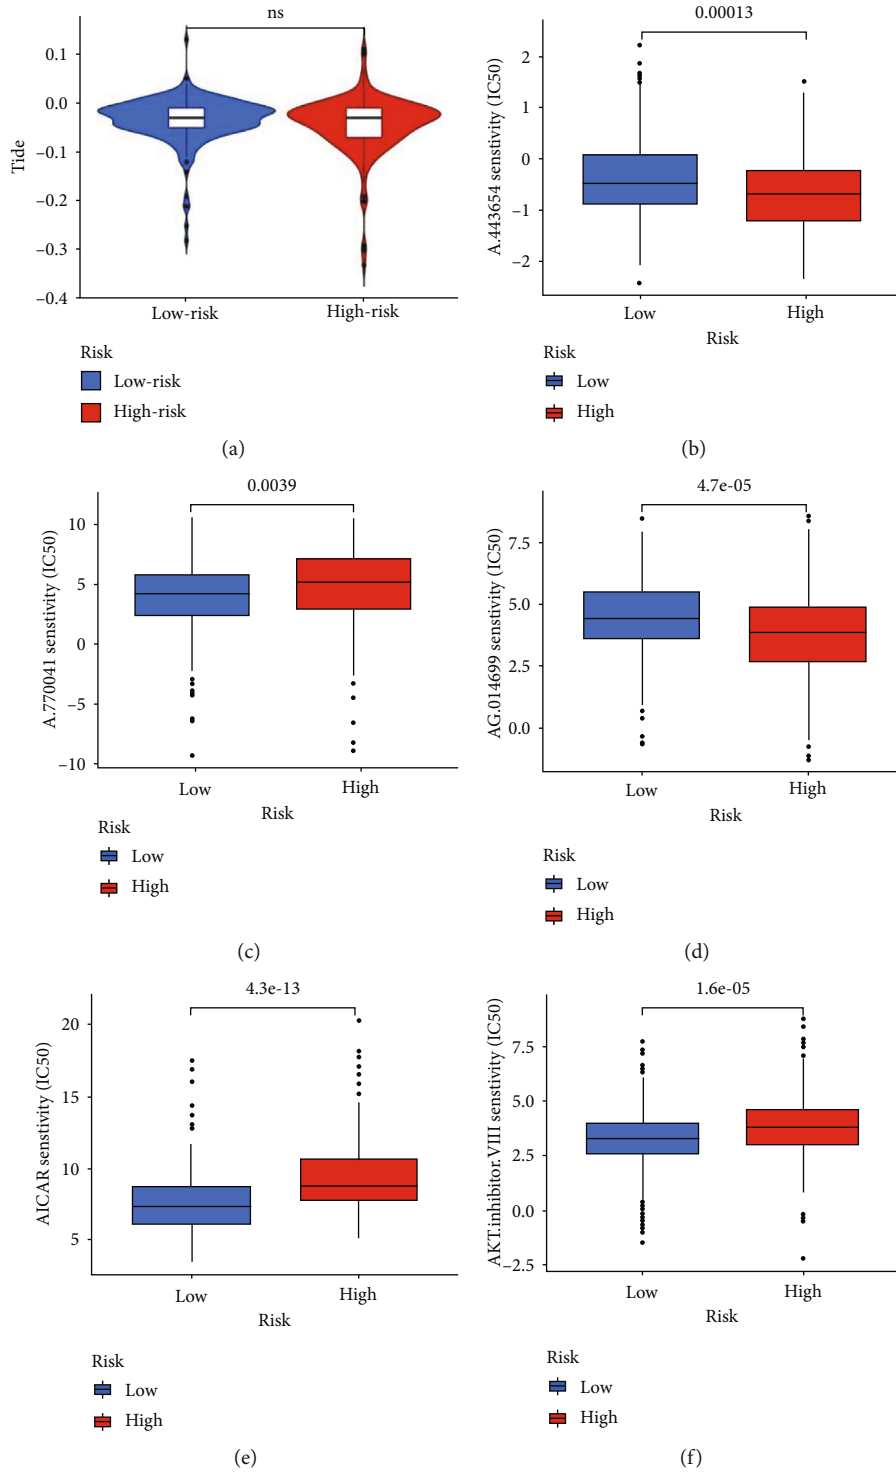 ns
0.1
0.0
−0.1
−0.2
−0.3
−0.4
Tide
Low-risk
High-risk
Risk
Low-risk
High-risk
(a)
0.00013
2
1
0
−1
−2
A.443654 senstivity (IC50)
Low
High
Risk
Risk
Low
High
(b)
0.0039
10
5
0
−5
−10
A.770041 senstivity (IC50)
Low
High
Risk
Risk
Low
High
(c)
4.7e-05
7.5
5.0
2.5
0.0
AG.014699 senstivity (IC50)
Low
High
Risk
Risk
Low
High
(d)
4.3e-13
20
15
10
5
AICAR senstivity (IC50)
Low
High
Risk
Risk
Low
High
(e)
1.6e-05
7.5
5.0
2.5
0.0
−2.5
AKT.inhibitor.VIII senstivity (IC50)
Low
High
Risk
Risk
Low
High
(f)